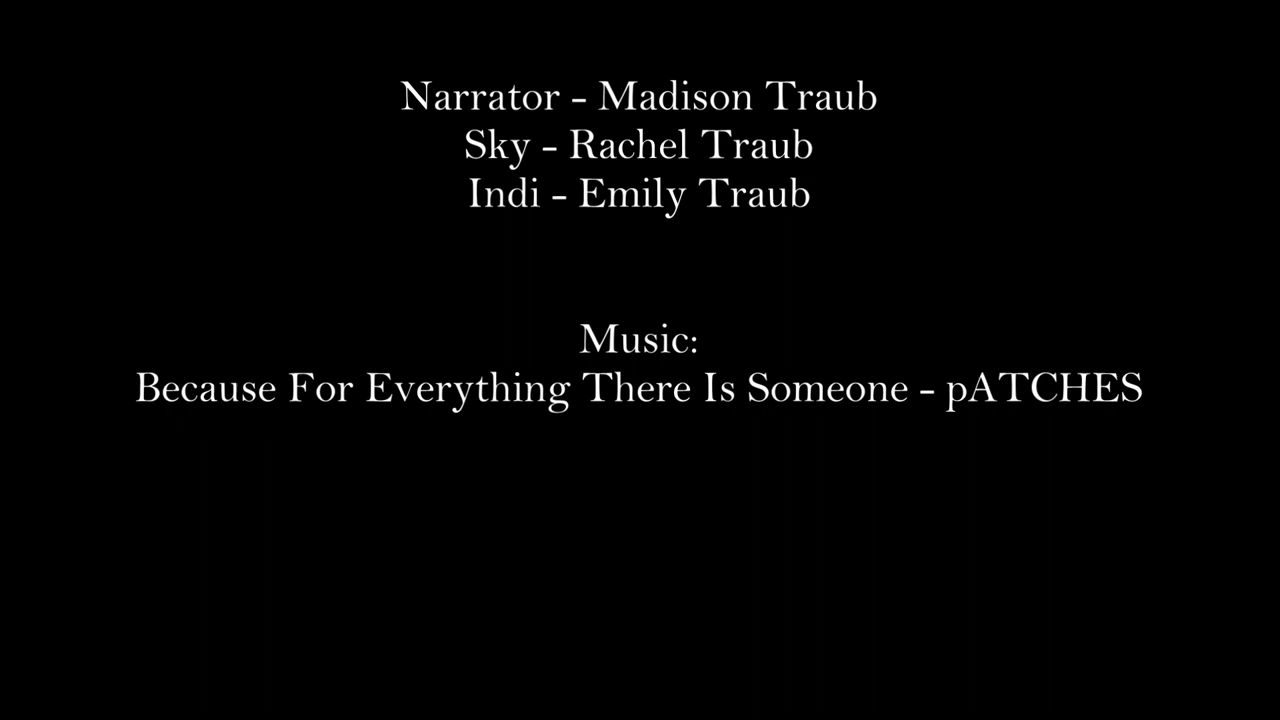 Narrator - Madison Traub
Sky - Rachel Traub
Indi - Emily Traub
Music:
Because For Everything There Is Someone - pATCHES